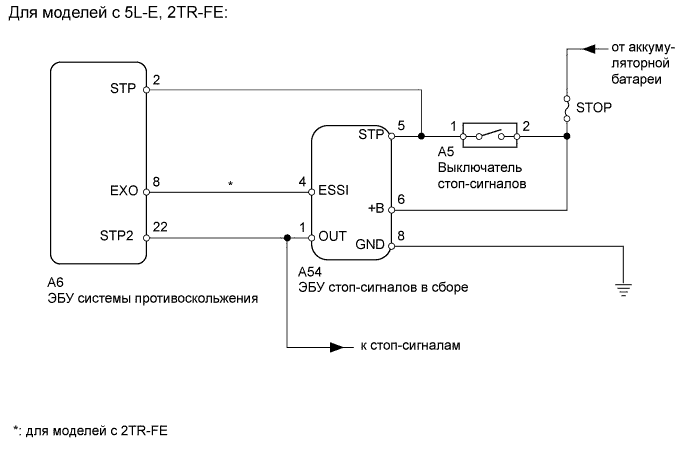 Для моделей с 5L-E, 2TR-FE:
от аккуму-
ляторной
батареи
STOP
STP
2
STP
5
1
2
A5
Выключатель
стоп-сигналов
EXO
8
*
4
ESSI
+B
6
STP2
22
1
OUT
GND
8
A6
ЭБУ системы противоскольжения
A54
ЭБУ стоп-сигналов в сборе
к стоп-сигналам
*: для моделей с 2TR-FE